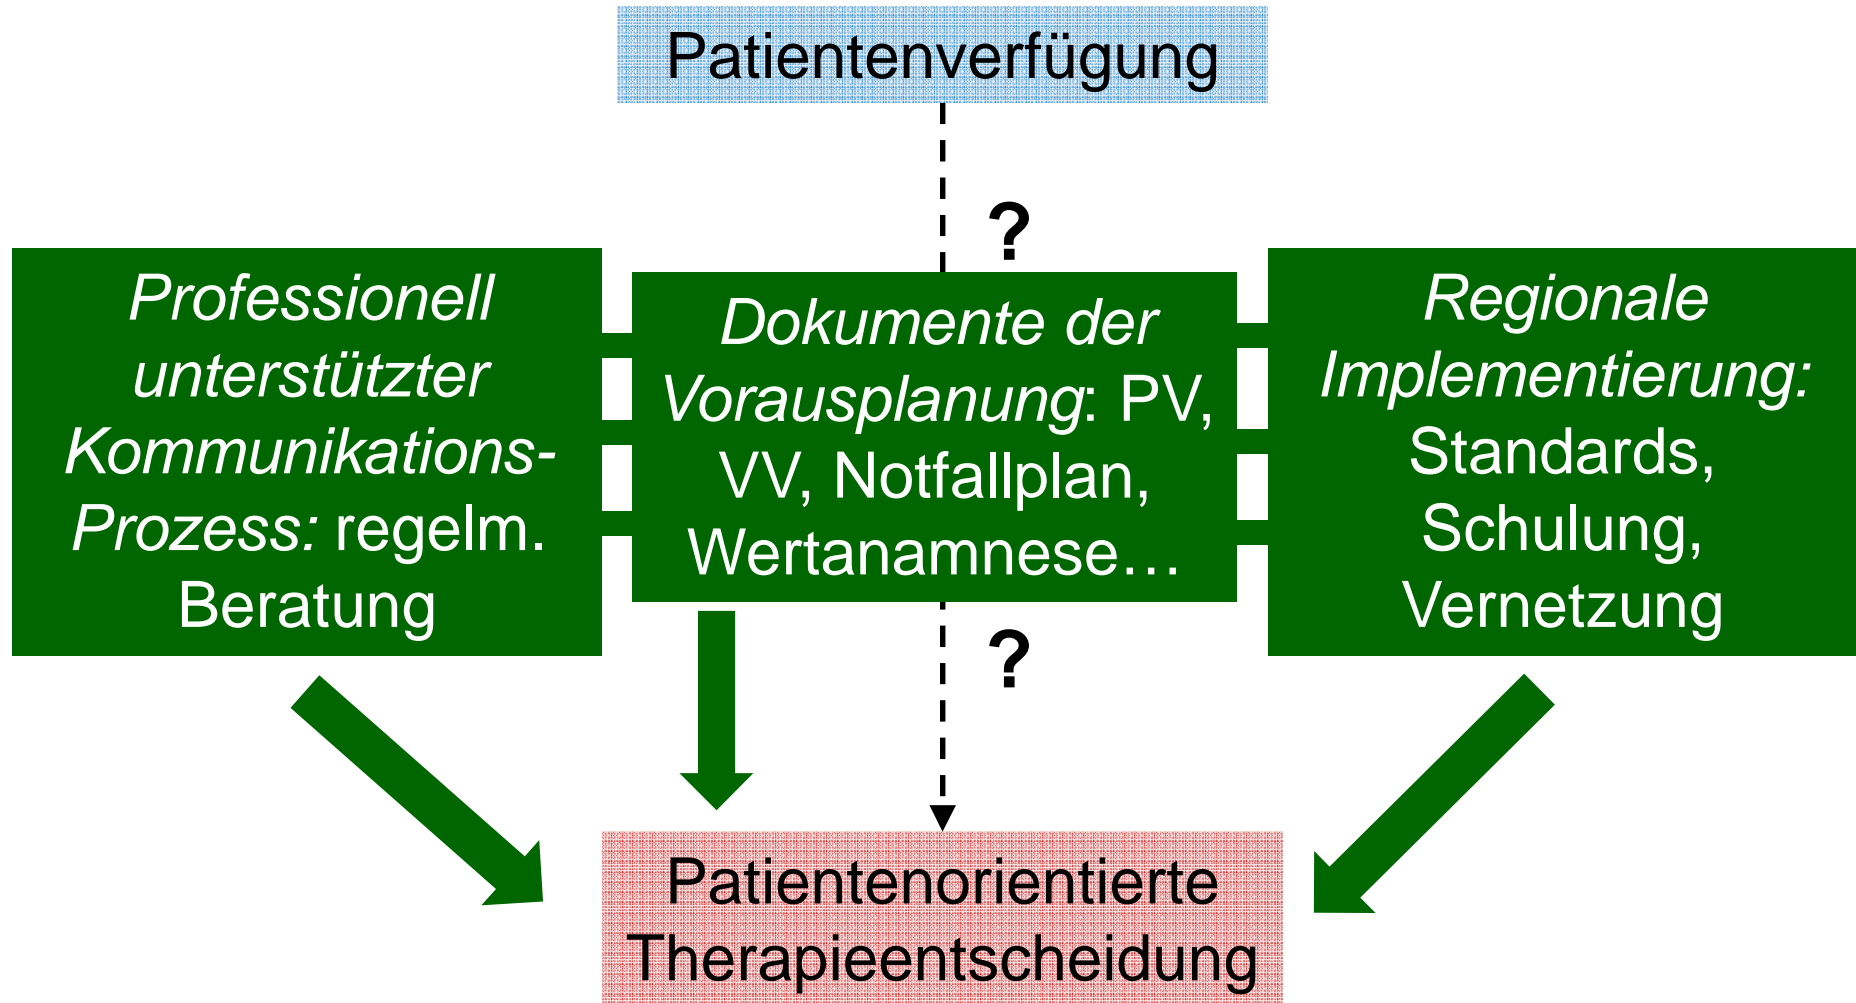 Patientenverfügung
?
Professionell
unterstützter
Kommunikations-
Prozess: regelm.
Beratung
Dokumente der
Vorausplanung: PV,
VV, Notfallplan,
Wertanamnese…
Regionale
Implementierung:
Standards,
Schulung,
Vernetzung
?
Patientenorientierte
Therapieentscheidung